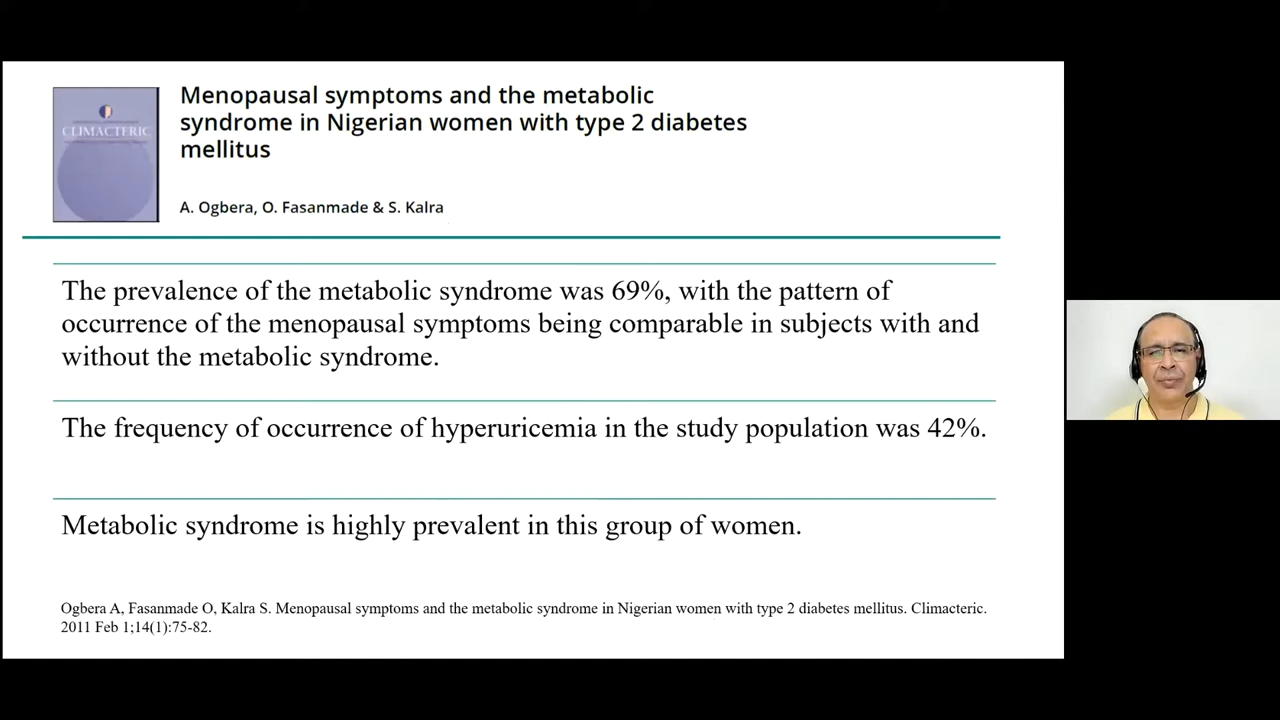 Menopausal symptoms and the metabolic
syndrome in Nigerian women with type 2 diabetes
mellitus
CLIMACTERIC
A. Ogbera, O. Fasanmade & S. Kalra
The prevalence of the metabolic syndrome was 69%, with the pattern of
occurrence of the menopausal symptoms being comparable in subjects with and
without the metabolic syndrome.
The frequency of occurrence of hyperuricemia in the study population was 42%.
Metabolic syndrome is highly prevalent in this group of women.
Ogbera A, Fasanmade O, Kalra S. Menopausal symptoms and the metabolic syndrome in Nigerian women with type 2 diabetes mellitus. Climacteric.
2011 Feb 1;14(1):75-82.